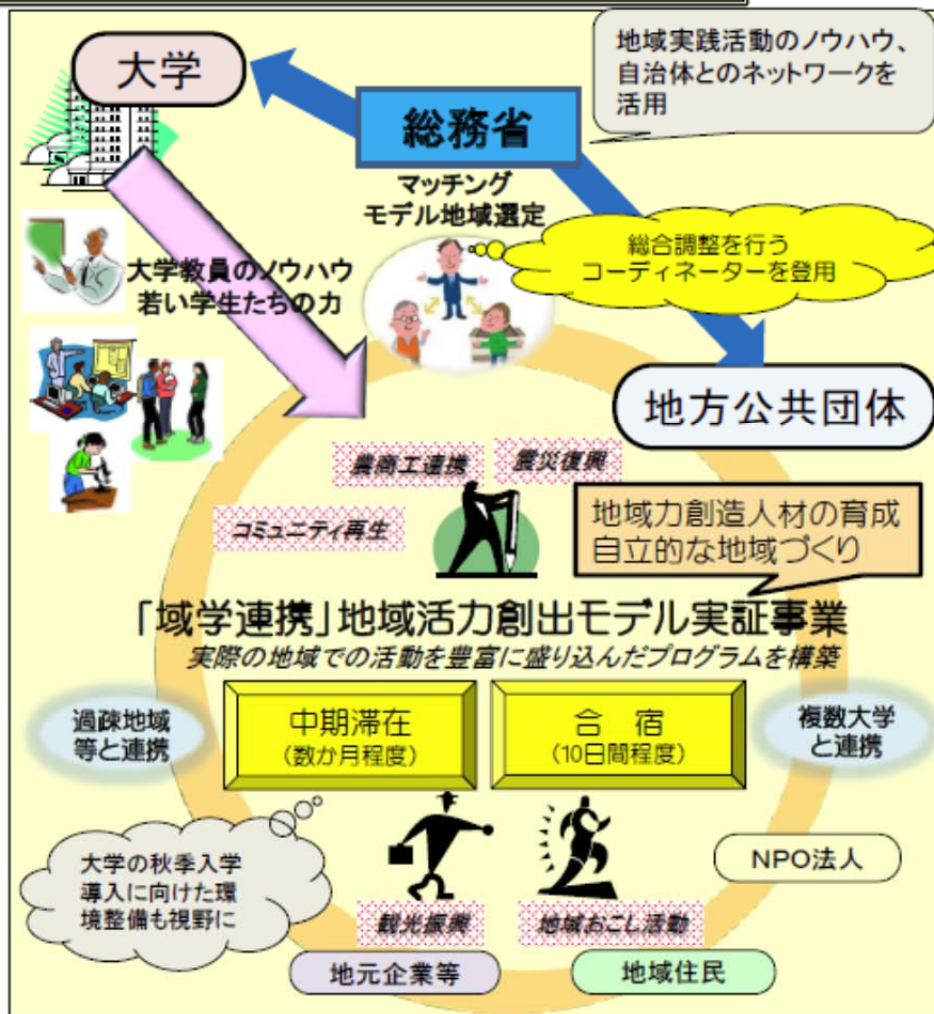 大学
地域実践活動のノウハウ、
自治体とのネットワークを
活用
総務省
マッチング
モデル地域選定
総合調整を行う
コーディネーターを登用
大学教員のノウハウ
若い学生たちの力
地方公共団体
農商工連携
震災復興
コミュニティ再生
地域力創造人材の育成
自立的な地域づくり
「域学連携」地域活力創出モデル実証事業
実際の地域での活動を豊富に盛り込んだプログラムを構築
過疎地域
等と連携
中期滞在
(数か月程度)
合 宿
(10日間程度)
複数大学
と連携
大学の秋季入学
導入に向けた環
境整備も視野に
NPO法人
観光振興
地域おこし活動
地元企業等
地域住民